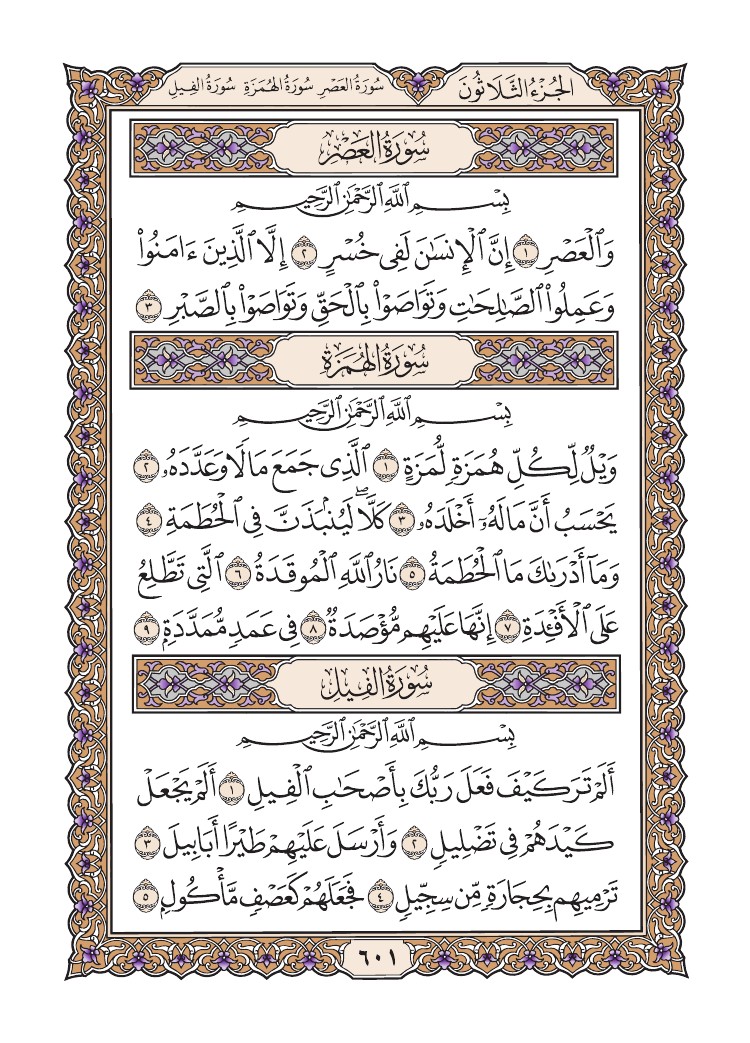 الجُزْءُ الثَّلَاثُونَ سُورَةُ العَصْرِ سُورَةُ الهُمَزَةِ سُورَةُ الفِيلِ
سُورَةُ العَصْرِ
بِسْمِ ٱللَّهِ ٱلرَّحْمَٰنِ ٱلرَّحِيمِ
وَٱلْعَصْرِ ١ إِنَّ ٱلْإِنسَٰنَ لَفِى خُسْرٍ ٢ إِلَّا ٱلَّذِينَ ءَامَنُوا۟
وَعَمِلُوا۟ ٱلصَّٰلِحَٰتِ وَتَوَاصَوْا۟ بِٱلْحَقِّ وَتَوَاصَوْا۟ بِٱلصَّبْرِ ٣
سُورَةُ الهُمَزَةِ
بِسْمِ ٱللَّهِ ٱلرَّحْمَٰنِ ٱلرَّحِيمِ
وَيْلٌ لِّكُلِّ هُمَزَةٍ لُّمَزَةٍ ١ ٱلَّذِى جَمَعَ مَالًا وَعَدَّدَهُۥ ٢
يَحْسَبُ أَنَّ مَالَهُۥٓ أَخْلَدَهُۥ ٣ كَلَّا ۖ لَيُنۢبَذَنَّ فِى ٱلْحُطَمَةِ ٤
وَمَآ أَدْرَىٰكَ مَا ٱلْحُطَمَةُ ٥ نَارُ ٱللَّهِ ٱلْمُوقَدَةُ ٦ ٱلَّتِى تَطَّلِعُ
عَلَى ٱلْأَفْـِٔدَةِ ٧ إِنَّهَا عَلَيْهِم مُّؤْصَدَةٌ ٨ فِى عَمَدٍ مُّمَدَّدَةٍۭ ٩
سُورَةُ الفِيلِ
بِسْمِ ٱللَّهِ ٱلرَّحْمَٰنِ ٱلرَّحِيمِ
أَلَمْ تَرَ كَيْفَ فَعَلَ رَبُّكَ بِأَصْحَٰبِ ٱلْفِيلِ ١ أَلَمْ يَجْعَلْ
كَيْدَهُمْ فِى تَضْلِيلٍ ٢ وَأَرْسَلَ عَلَيْهِمْ طَيْرًا أَبَابِيلَ ٣
تَرْمِيهِم بِحِجَارَةٍ مِّن سِجِّيلٍ ٤ فَجَعَلَهُمْ كَعَصْفٍ مَّأْكُولٍۭ ٥
٦٠١